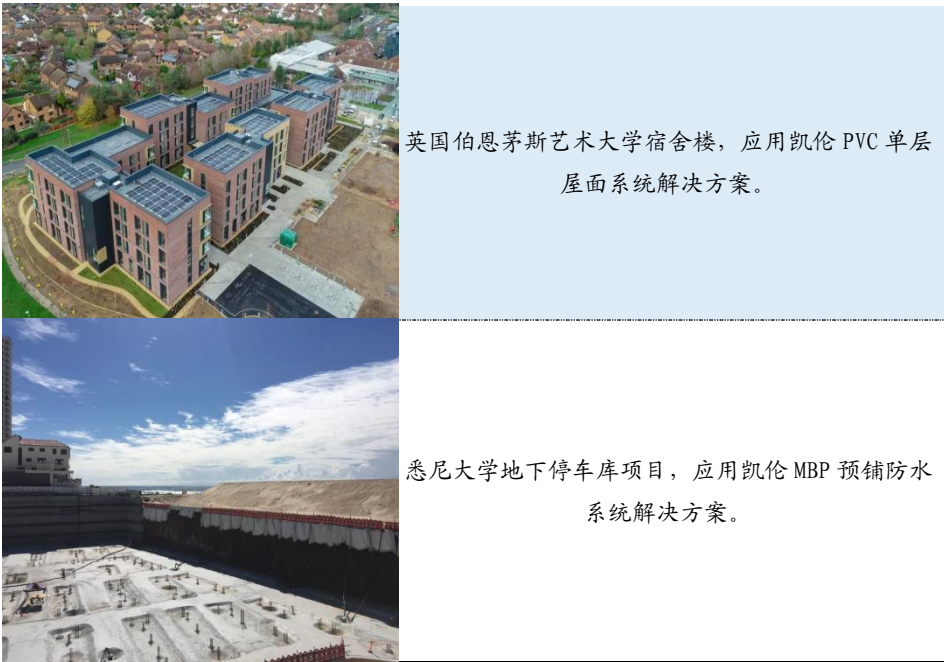 英国伯恩茅斯艺术大学宿舍楼，应用凯伦 PVC 单层
屋面系统解决方案。
悉尼大学地下停车库项目，应用凯伦 MBP 预铺防水
系统解决方案。